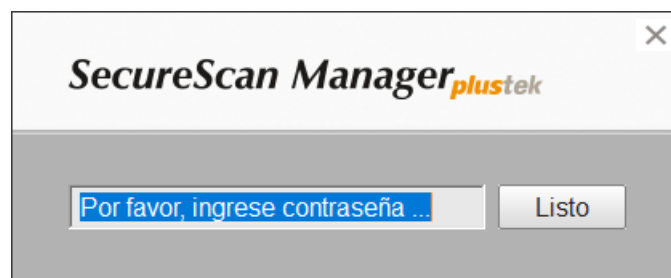 SecureScan Manager plustek
Por favor, ingrese contraseña ... Listo